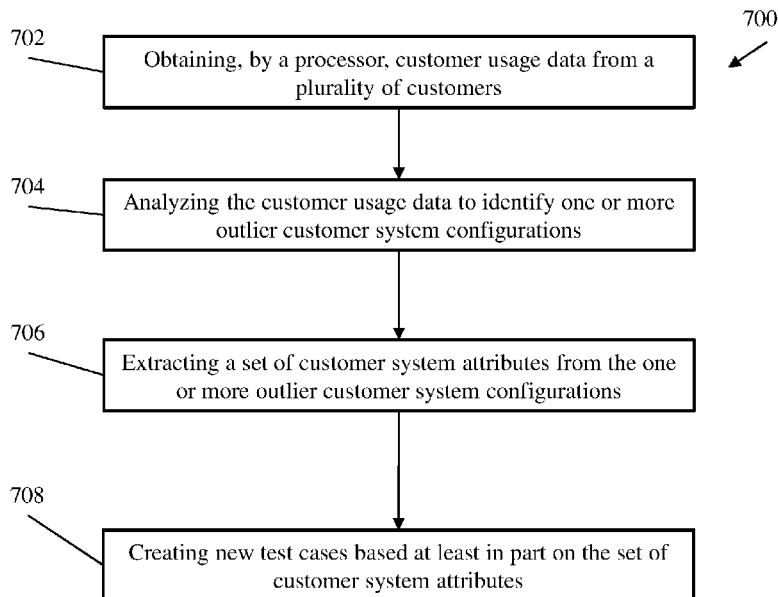 700
702
Obtaining, by a processor, customer usage data from a
plurality of customers
704
Analyzing the customer usage data to identify one or more
outlier customer system configurations
706
Extracting a set of customer system attributes from the one
or more outlier customer system configurations
708
Creating new test cases based at least in part on the set of
customer system attributes